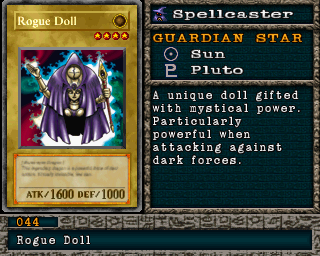 Rogue Doll
ATK/1600 DEF/1000
Spellcaster
GUARDIAN STAR
Sun
Pluto
A unique doll gifted
with mystical power.
Particularly
powerful when
attacking against
dark forces.
044
Rogue Doll